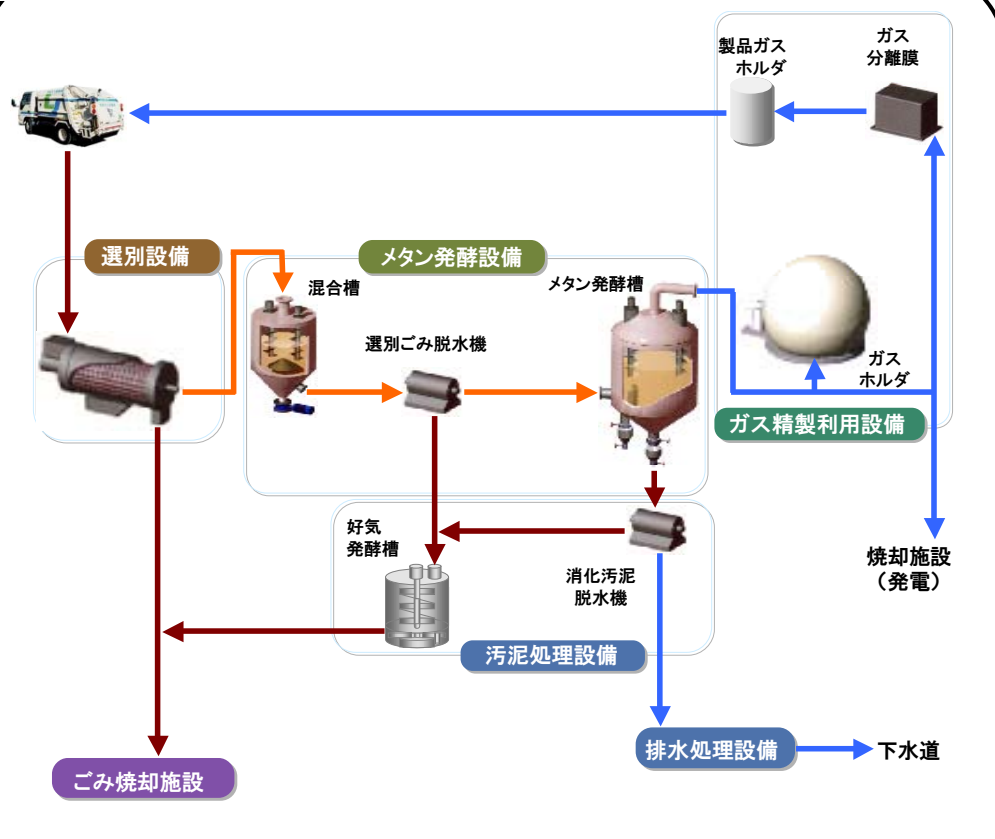 製品ガス
ホルダ
ガス
分離膜
選別設備
メタン発酵設備
混合槽
メタン発酵槽
選別ごみ脱水機
ガス
ホルダ
ガス精製利用設備
好気
発酵槽
消化汚泥
脱水機
焼却施設
（発電）
汚泥処理設備
排水処理設備
下水道
ごみ焼却施設